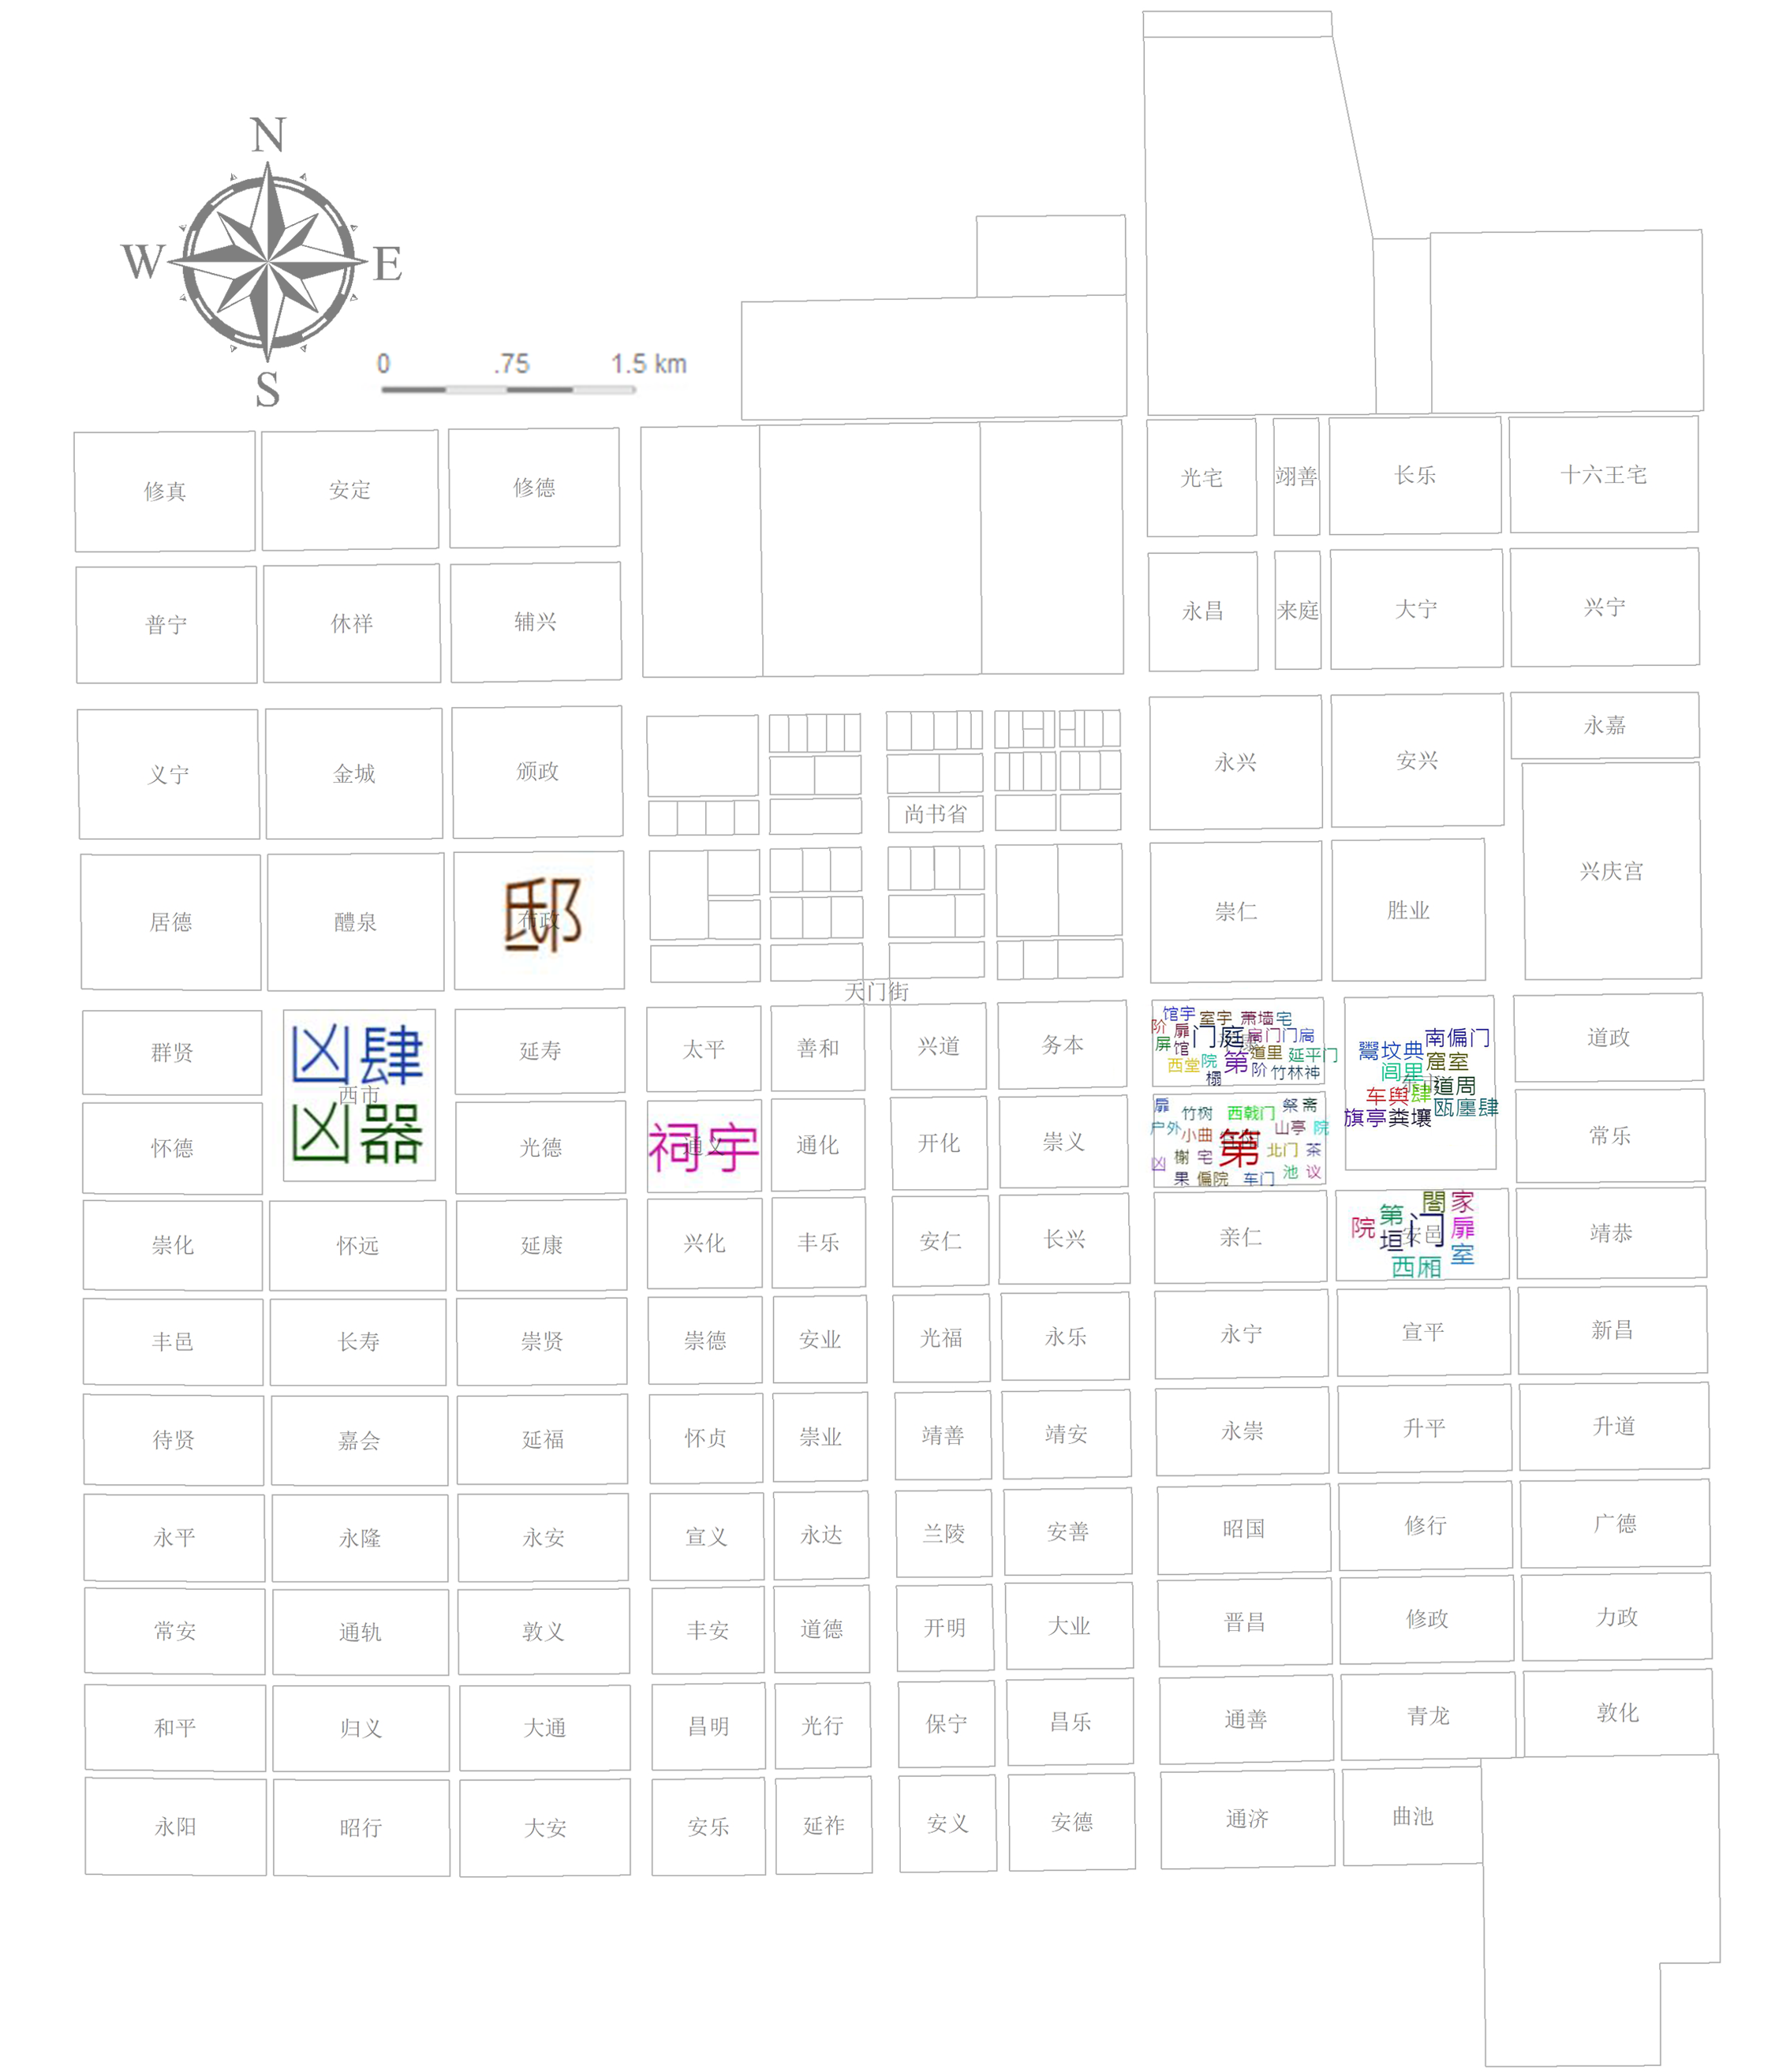 N
W E
S
0 .75 1.5 km
修真 安定 修德 光宅 翊善 长乐 十六王宅
普宁 休祥 辅兴 永昌 来庭 大宁 兴宁
永嘉
义宁 金城 颁政 尚书省 永兴 安兴
兴庆宫
居德 醴泉 邸 布政 崇仁 胜业
天门街
群贤 凶肆 延寿 太平 善和 兴道 务本 道政
西市
凶器
馆宇 室宇 萧墙 宅
阶 扉 门庭 扃 门 门扃
屏 馆 第 道里 延平门
西堂 院 阶 竹林神
榻
南偏门
鬻坟典 窟室
闾里 道周
车舆 肆 瓯廛肆
旗亭 粪壤
怀德 光德 祠宇 通义 通化 开化 崇义 常乐
扉 竹树 西戟门 祭 斋
户外 小曲 山亭 院
第 北门 茶
凶 榭 宅 池 议
果 偏院 车门
崇化 怀远 延康 兴化 丰乐 安仁 长兴 亲仁 安邑 靖恭
閤 家
院 第 门 扉
垣 室
西厢
丰邑 长寿 崇贤 崇德 安业 光福 永乐 永宁 宣平 新昌
待贤 嘉会 延福 怀贞 崇业 靖善 靖安 永崇 升平 升道
永平 永隆 永安 宣义 永达 兰陵 安善 昭国 修行 广德
常安 通轨 敦义 丰安 道德 开明 大业 晋昌 修政 力政
和平 归义 大通 昌明 光行 保宁 昌乐 通善 青龙 敦化
永阳 昭行 大安 安乐 延祚 安义 安德 通济 曲池